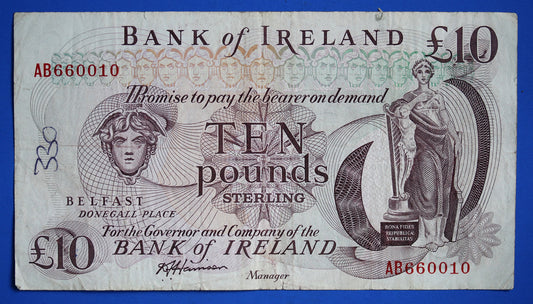 BANK of IRELAND £10
AB660010
I Promise to pay the bearer on demand
TEN
pounds
STERLING
330
BELFAST
DONEGALL PLACE
For the Governor and Company of the
£10 BANK OF IRELAND
Manager
BONA FIDES
REIPUBLICÆ
STABILITAS
AB660010